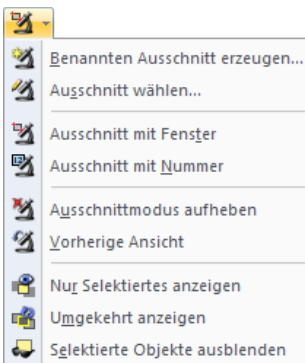 Benannten Ausschnitt erzeugen...
Ausschnitt wählen...
Ausschnitt mit Fenster
Ausschnitt mit Nummer
Ausschnittmodus aufheben
Vorherige Ansicht
Nur Selektiertes anzeigen
Umgekehrt anzeigen
Selektierte Objekte ausblenden